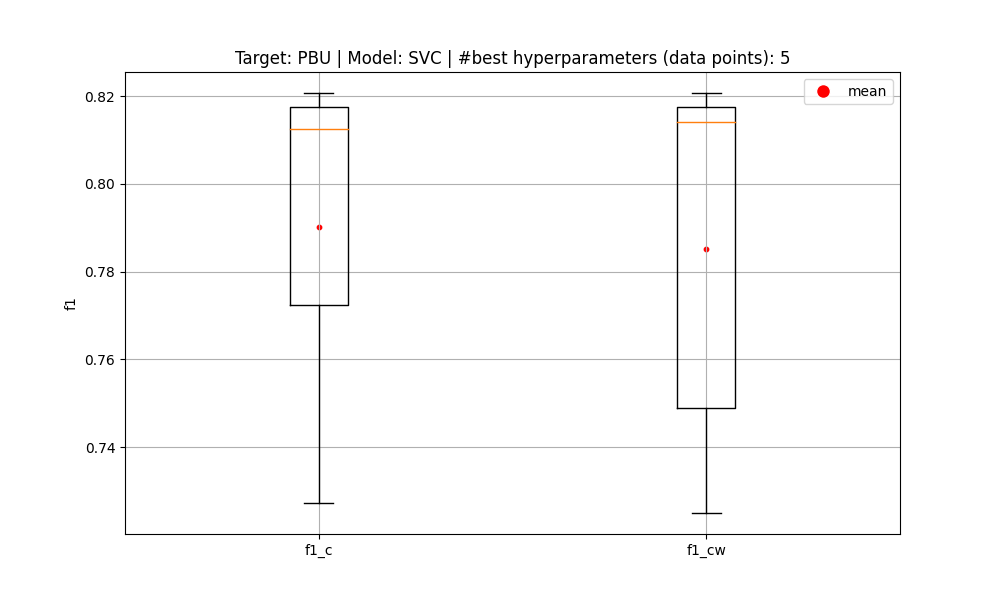 Target: PBU | Model: SVC | #best hyperparameters (data points): 5
mean
0.82
0.80
0.78
0.76
0.74
f1
f1_c
f1_cw